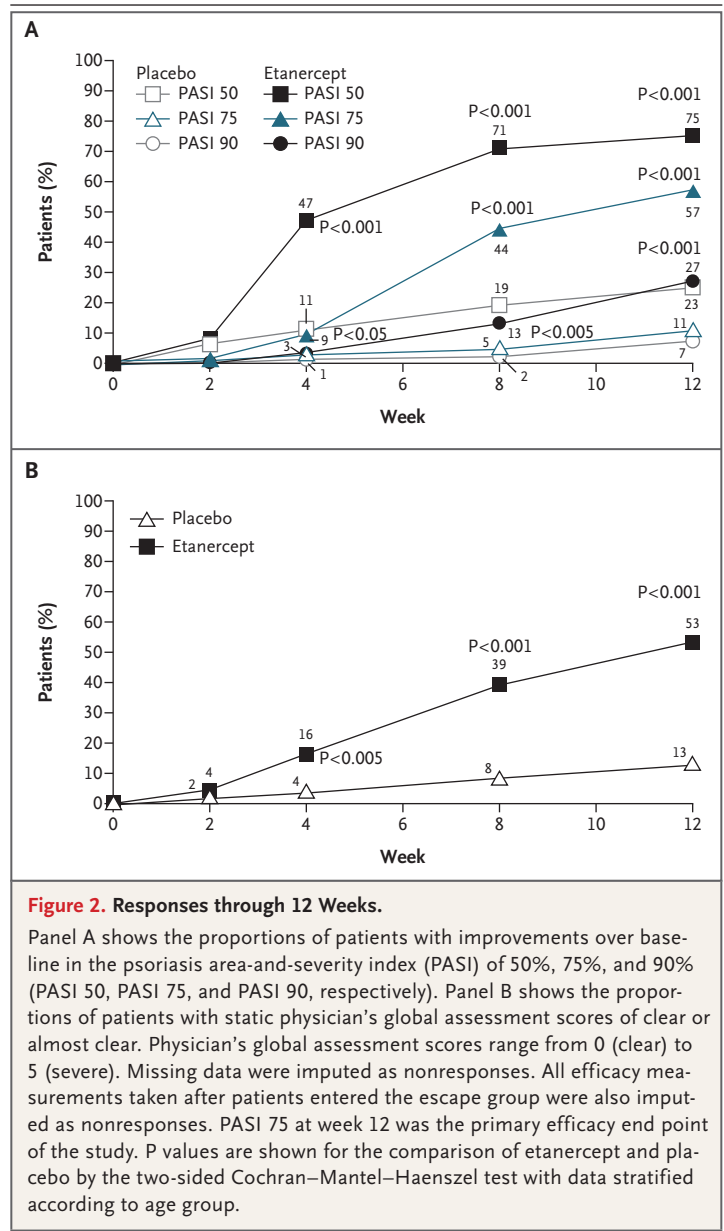 A
100
90
80
70
60
50
40
30
20
10
0
Patients (%)
Placebo Etanercept
PASI 50 PASI 50
PASI 75 PASI 75
PASI 90 PASI 90
P<0.001
P<0.001 75
71
P<0.001
47 P<0.001
P<0.001 57
44
P<0.001
27
11 19
23
9 P<0.05
3 5 13 P<0.005 11
1 2 7
0 2 4 6 8 10 12
Week
B
100
90
80
70
60
50
40
30
20
10
0
Patients (%)
Placebo
Etanercept
P<0.001
53
P<0.001
39
16
P<0.005
2 4 4 8 13
0 2 4 6 8 10 12
Week
Figure 2. Responses through 12 Weeks.
Panel A shows the proportions of patients with improvements over base-
line in the psoriasis area-and-severity index (PASI) of 50%, 75%, and 90%
(PASI 50, PASI 75, and PASI 90, respectively). Panel B shows the propor-
tions of patients with static physician's global assessment scores of clear or
almost clear. Physician's global assessment scores range from 0 (clear) to
5 (severe). Missing data were imputed as nonresponses. All efficacy mea-
surements taken after patients entered the escape group were also imput-
ed as nonresponses. PASI 75 at week 12 was the primary efficacy end point
of the study. P values are shown for the comparison of etanercept and pla-
cebo by the two-sided Cochran–Mantel–Haenszel test with data stratified
according to age group.